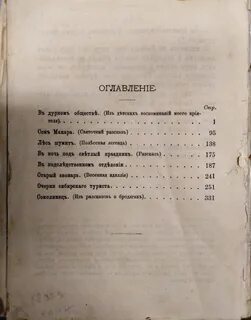 ОГЛАВЛЕНІЕ.
Стр.
Въ дурномъ обществѣ. (Изъ дѣтскихъ воспоминаній моего прія-
теля) 1
Сонъ Макара. (Святочный разсказъ) 95
Лѣсъ шумитъ. (Полѣсская легенда) 138
Въ ночь подъ свѣтлый праздникъ. (Разсказъ) 175
Въ подслѣдственномъ отдѣленіи 187
Старый звонарь. (Весенняя идиллія) 241
Очерки сибирскаго туриста 251
Соколинецъ. (Изъ разсказовъ о бродягахъ) 331